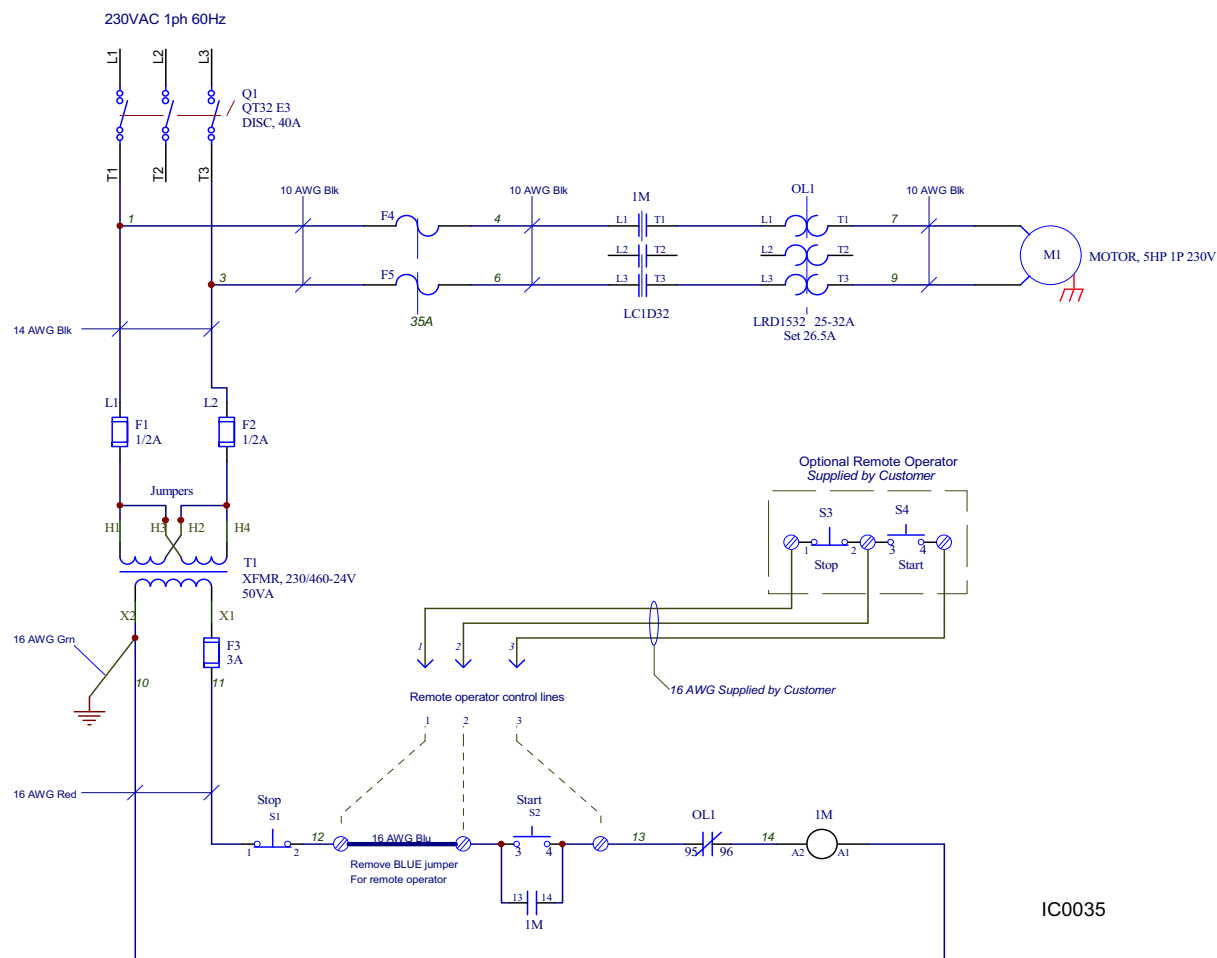 230VAC 1ph 60Hz
L1
L2
L3
Q1
QT32 E3
DISC, 40A
T1
T2
T3
10 AWG Blk
10 AWG Blk
1M
OL1
10 AWG Blk
1
F4
4
L1
T1
L1
T1
7
L2
T2
L2
T2
M1
MOTOR, 5HP 1P 230V
3
F5
6
L3
T3
L3
T3
9
35A
LC1D32
LRD1532 25-32A
Set 26.5A
14 AWG Blk
L1
L2
F1
1/2A
F2
1/2A
Optional Remote Operator
Supplied by Customer
Jumpers
S3
S4
H1
H3
H2
H4
1
2
3
4
Stop
Start
T1
XFMR, 230/460-24V
50VA
X2
X1
16 AWG Grn
F3
3A
1
2
3
10
11
16 AWG Supplied by Customer
Remote operator control lines
1
2
3
16 AWG Red
Stop
S1
Start
S2
OL1
1M
12
16 AWG Blu
13
14
1
2
3
4
95
96
A2
A1
Remove BLUE jumper
For remote operator
13
14
1M
IC0035